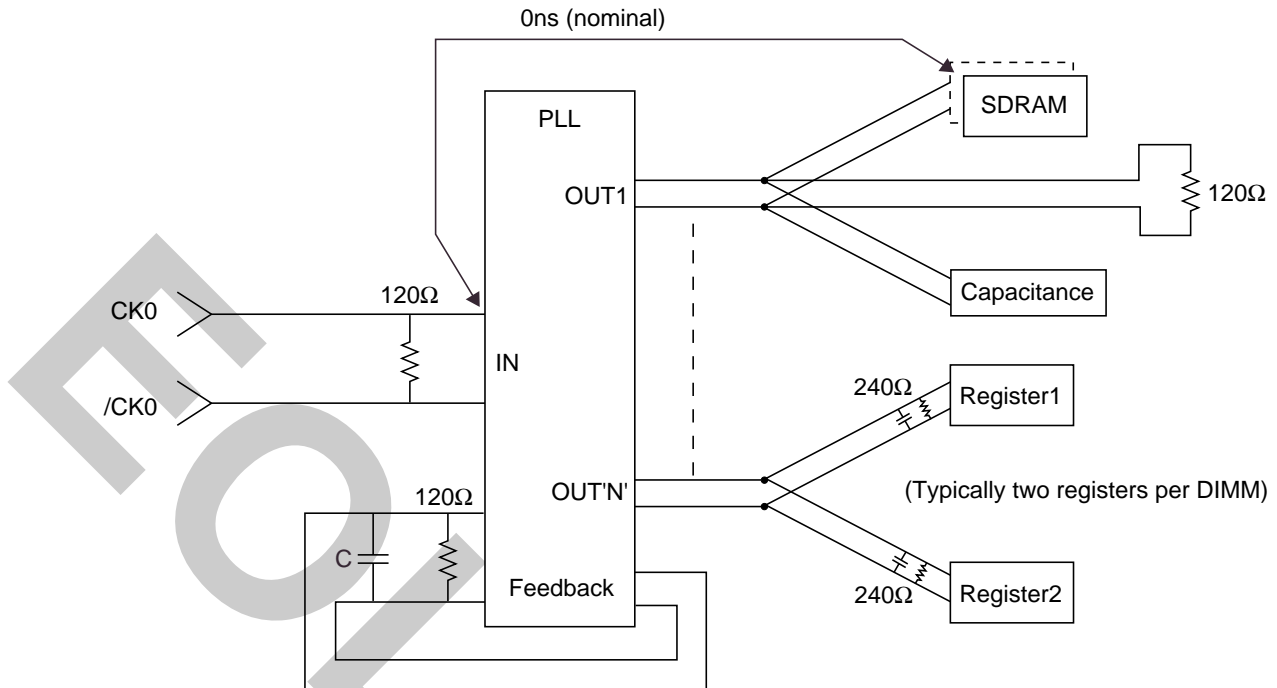 0ns (nominal)
PLL
SDRAM
OUT1
120Ω
Capacitance
CK0
120Ω
IN
/CK0
240Ω
Register1
OUT'N'
(Typically two registers per DIMM)
120Ω
C
Feedback
240Ω
Register2